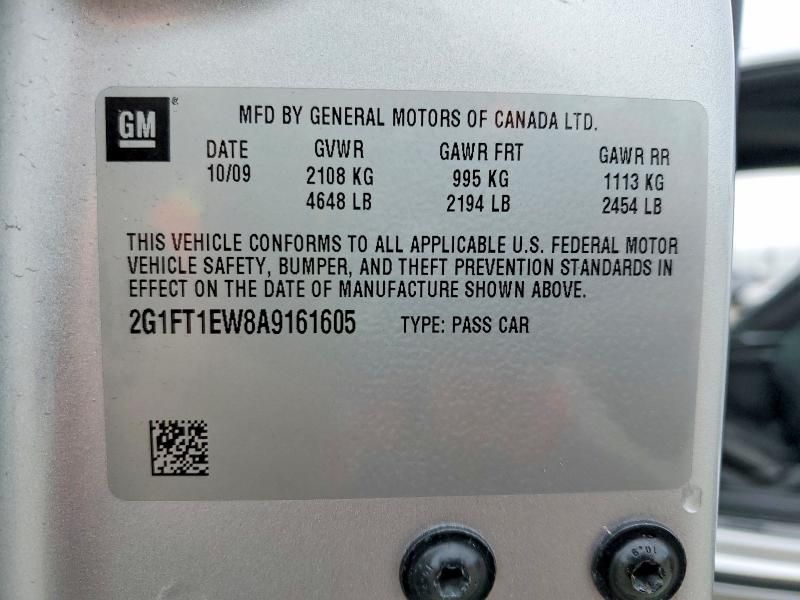 GM®
MFD BY GENERAL MOTORS OF CANADA LTD.
DATE GVWR GAWR FRT GAWR RR
10/09 2108 KG 995 KG 1113 KG
4648 LB 2194 LB 2454 LB
THIS VEHICLE CONFORMS TO ALL APPLICABLE U.S. FEDERAL MOTOR
VEHICLE SAFETY, BUMPER, AND THEFT PREVENTION STANDARDS IN
EFFECT ON THE DATE OF MANUFACTURE SHOWN ABOVE.
2G1FT1EW8A9161605 TYPE: PASS CAR
10.9